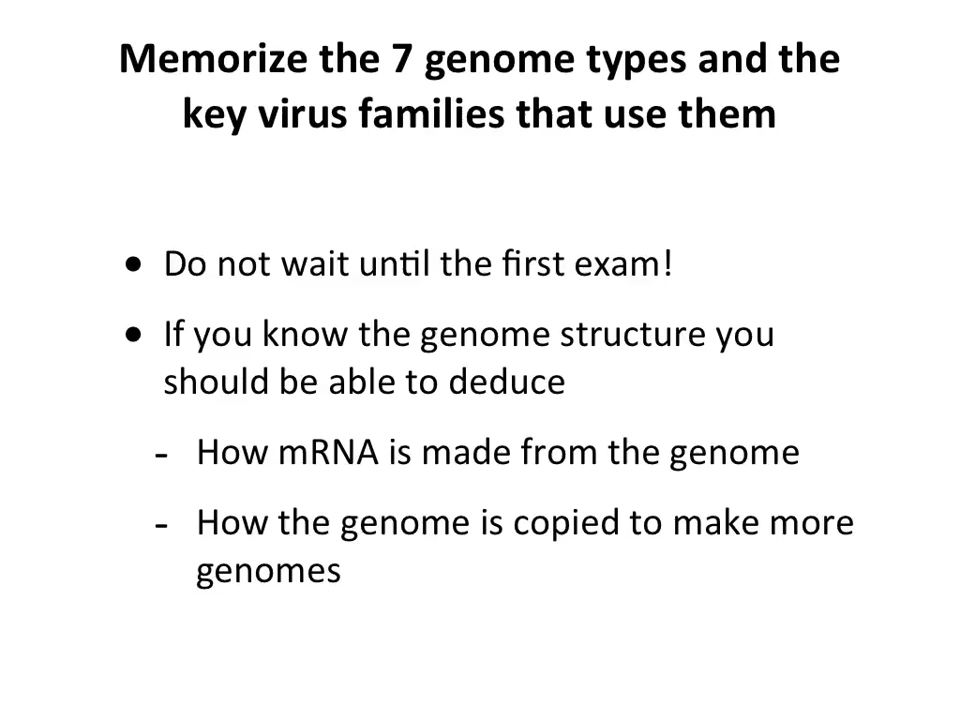 Memorize the 7 genome types and the
key virus families that use them
• Do not wait until the first exam!
• If you know the genome structure you
should be able to deduce
- How mRNA is made from the genome
- How the genome is copied to make more
genomes